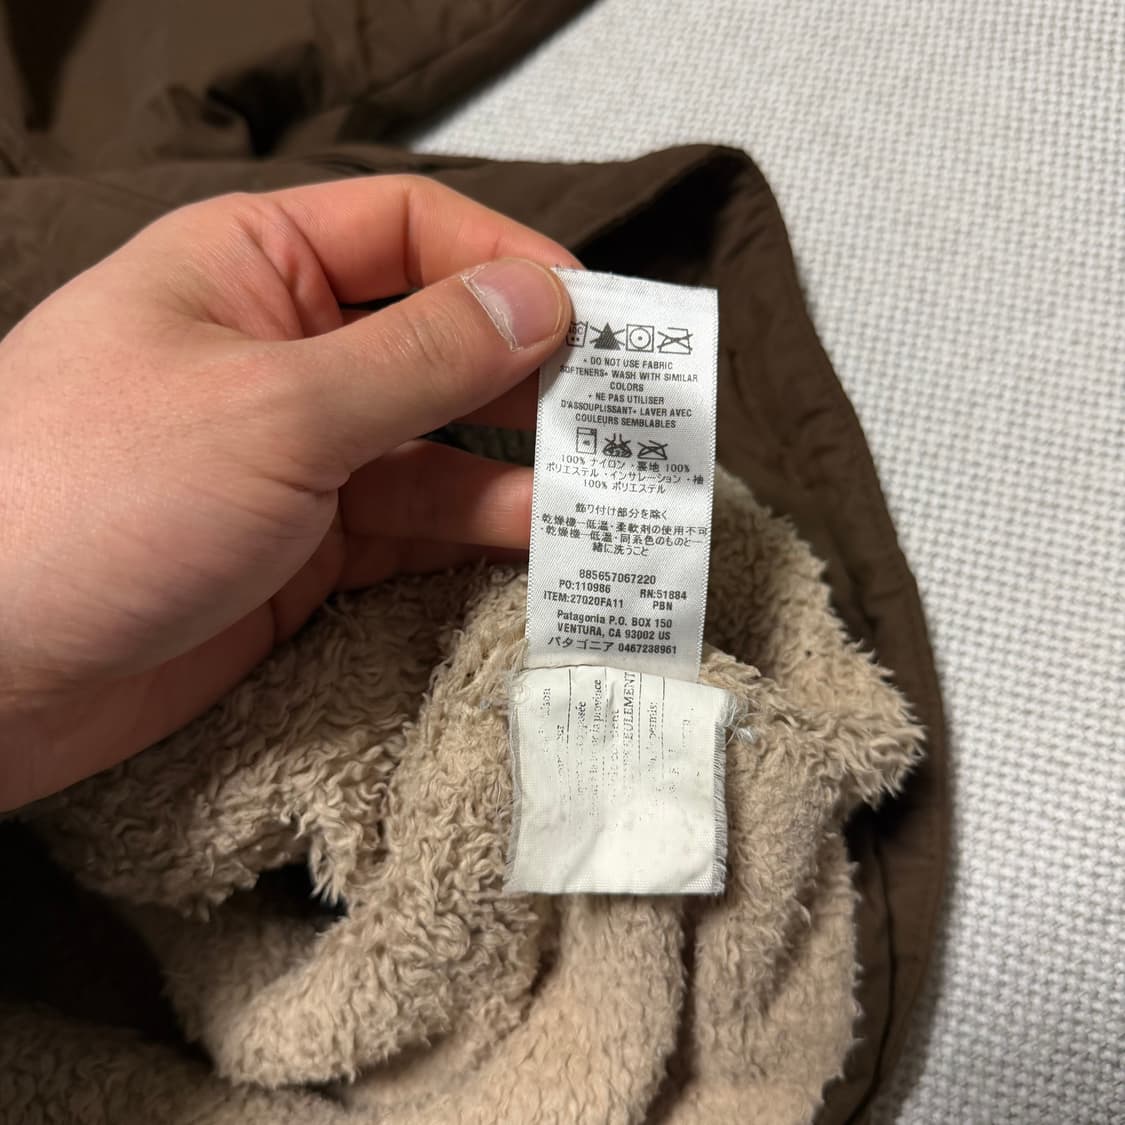 • DO NOT USE FABRIC
SOFTENERS• WASH WITH SIMILAR
COLORS
• NE PAS UTILISER
D'ASSOUPLISSANT• LAVER AVEC
COULEURS SEMBLABLES
100% ナイロン・裏地 100%
ポリエステル・インサレーション・袖
100% ポリエステル
飾り付け部分を除く
・乾燥機―低温・柔軟剤の使用不可
・乾燥機―低温・同系色のものと一
緒に洗うこと
885657067220
PO:110986 RN:51884
ITEM:27020FA11 PBN
Patagonia P.O. BOX 150
VENTURA, CA 93002 US
パタゴニア 0467238961
la province
SEULEMENT
permis